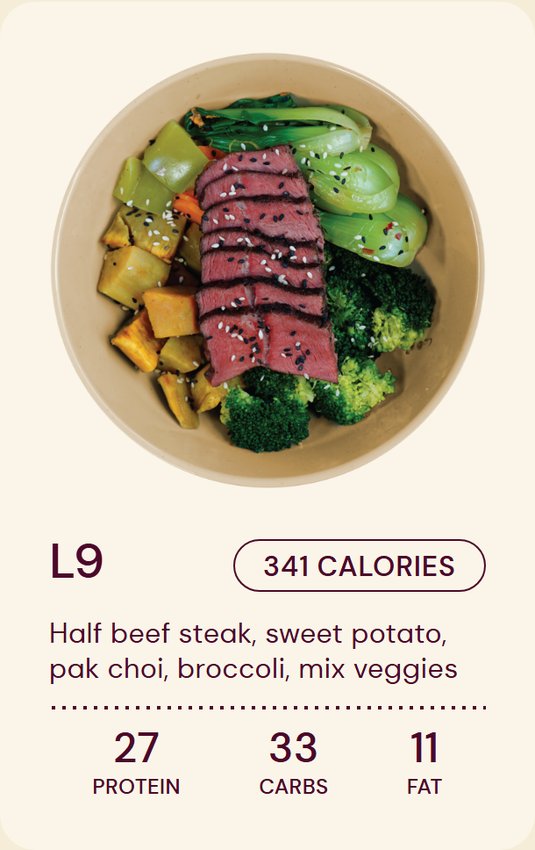 L9
341 CALORIES
Half beef steak, sweet potato,
pak choi, broccoli, mix veggies
27 33 11
PROTEIN CARBS FAT